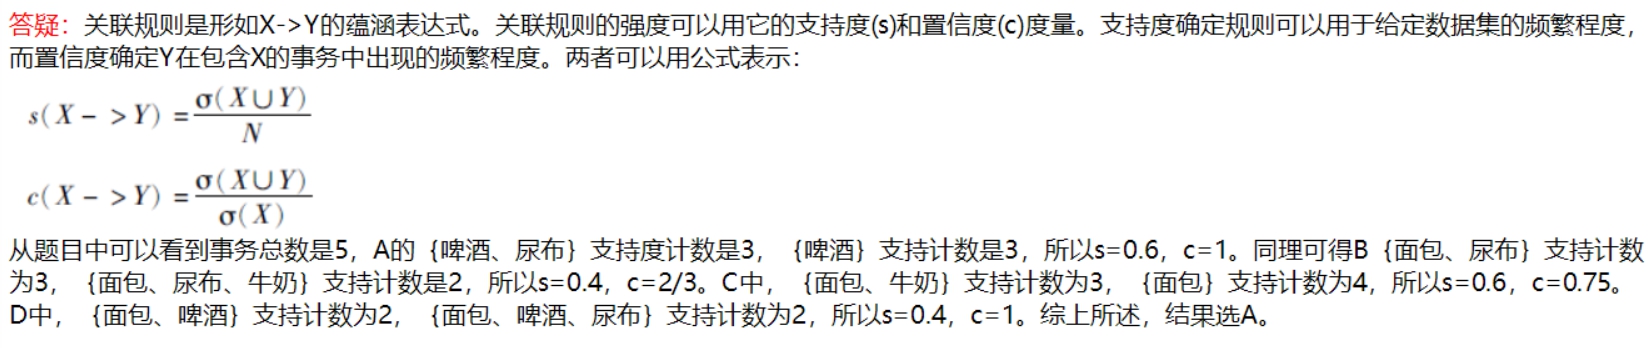 答疑：关联规则是形如X->Y的蕴涵表达式。关联规则的强度可以用它的支持度(s)和置信度(c)度量。支持度确定规则可以用于给定数据集的频繁程度，
而置信度确定Y在包含X的事务中出现的频繁程度。两者可以用公式表示：
s(X->Y)=σ(X∪Y)/N
c(X->Y)=σ(X∪Y)/σ(X)
从题目中可以看到事务总数是5，A的｛啤酒、尿布｝支持度计数是3，｛啤酒｝支持计数是3，所以s=0.6，c=1。同理可得B｛面包、尿布｝支持计数
为3，｛面包、尿布、牛奶｝支持计数是2，所以s=0.4，c=2/3。C中，｛面包、牛奶｝支持计数为3，｛面包｝支持计数为4，所以s=0.6，c=0.75。
D中，｛面包、啤酒｝支持计数为2，｛面包、啤酒、尿布｝支持计数为2，所以s=0.4，c=1。综上所述，结果选A。